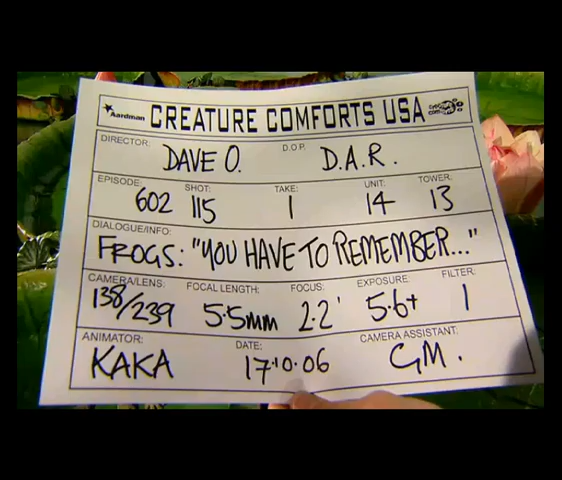 Aardman CREATURE COMFORTS USA
DIRECTOR: DAVE O. D.O.P. D.A.R.
EPISODE: 602 SHOT: 115 TAKE: 1 UNIT: 14 TOWER: 13
DIALOGUE/INFO:
FROGS: "YOU HAVE TO REMEMBER..."
CAMERA/LENS: 138/239 FOCAL LENGTH: 5.5mm FOCUS: 2.2' EXPOSURE: 5.6+ FILTER: 1
ANIMATOR: KAKA DATE: 17.10.06 CAMERA ASSISTANT: GM.